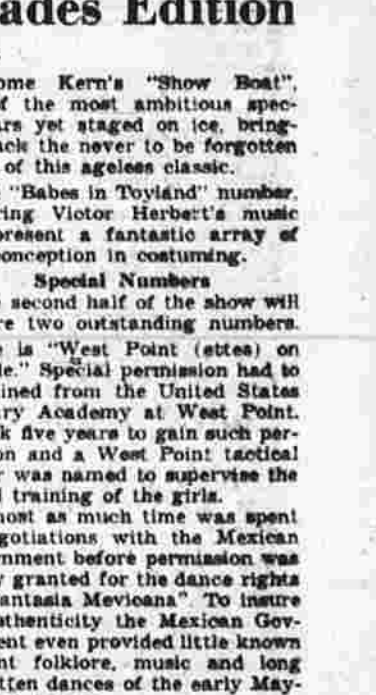 ades Edition
ome Kern's "Show Boat",
f the most ambitious spec-
rs yet staged on ice, bring-
ack the never to be forgotten
of this ageless classic.
"Babes in Toyland" number,
ring Victor Herbert's music
present a fantastic array of
onception in costuming.
Special Numbers
second half of the show will
re two outstanding numbers.
e is "West Point (ettes) on
le." Special permission had to
ined from the United States
ry Academy at West Point.
k five years to gain such per-
on and a West Point tactical
r was named to supervise the
l training of the girls.
most as much time was spent
gotiations with the Mexican
nment before permission was
y granted for the dance rights
antasia Mevicana" To insure
uthenticity the Mexican Gov-
ent even provided little known
nt folklore, music and long
tten dances of the early May-